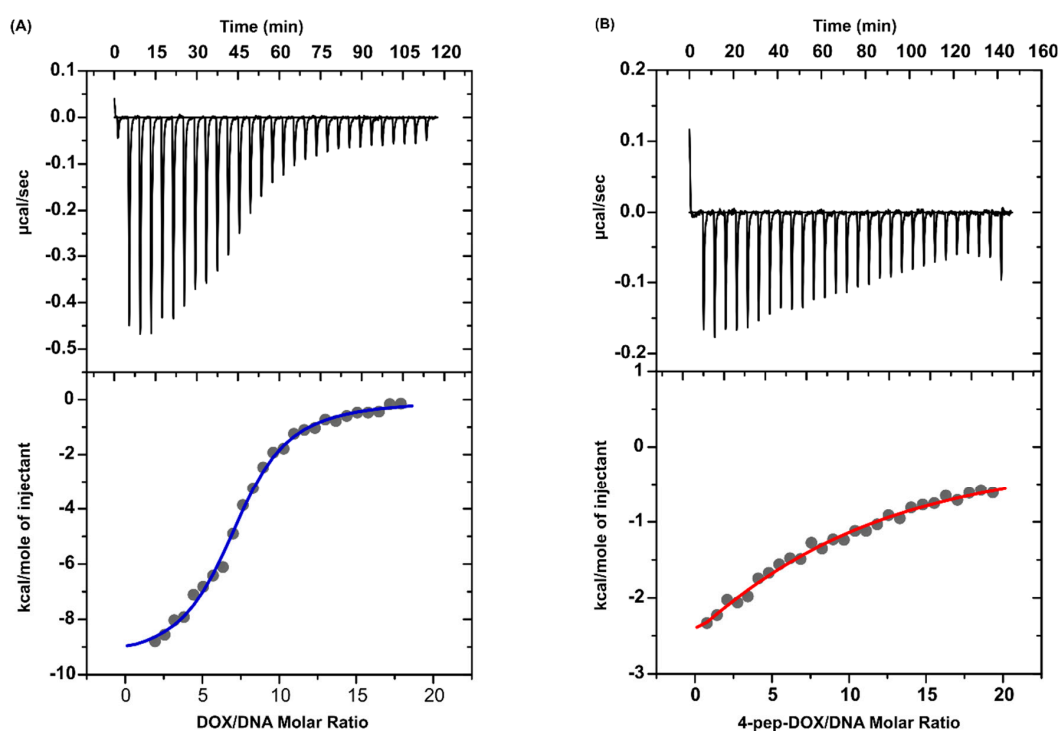 (A)
Time (min)
0 15 30 45 60 75 90 105 120
0.1
0.0
-0.1
-0.2
-0.3
-0.4
-0.5
µcal/sec
0
-2
-4
-6
-8
-10
kcal/mole of injectant
0 5 10 15 20
DOX/DNA Molar Ratio
(B)
Time (min)
0 20 40 60 80 100 120 140 160
0.2
0.1
0.0
-0.1
-0.2
µcal/sec
1
0
-1
-2
-3
kcal/mole of injectant
0 5 10 15 20
4-pep-DOX/DNA Molar Ratio